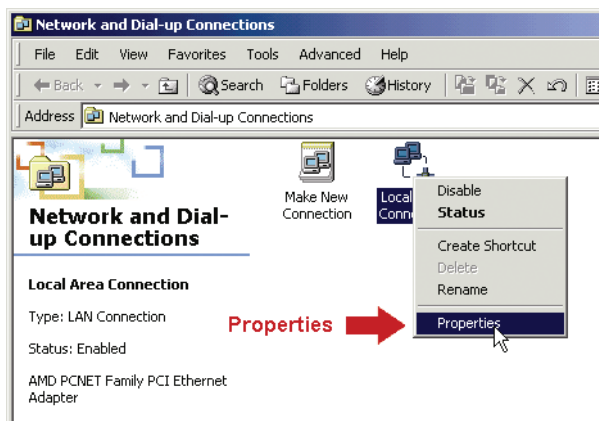 Network and Dial-up Connections
File Edit View Favorites Tools Advanced Help
Back Search Folders History
Address Network and Dial-up Connections
Network and Dial-
up Connections
Local Area Connection
Type: LAN Connection
Status: Enabled
AMD PCNET Family PCI Ethernet
Adapter
Make New
Connection
Local
Conne
Disable
Status
Create Shortcut
Delete
Rename
Properties
Properties